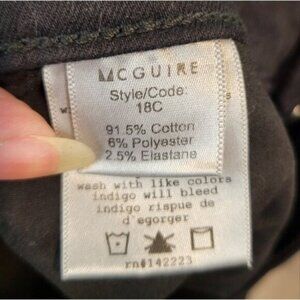 MCGUIRE
Style/Code:
18C
91.5% Cotton
6% Polyester
2.5% Elastane
wash with like colors
indigo will bleed
indigo risque de
d egorger
rn#142223